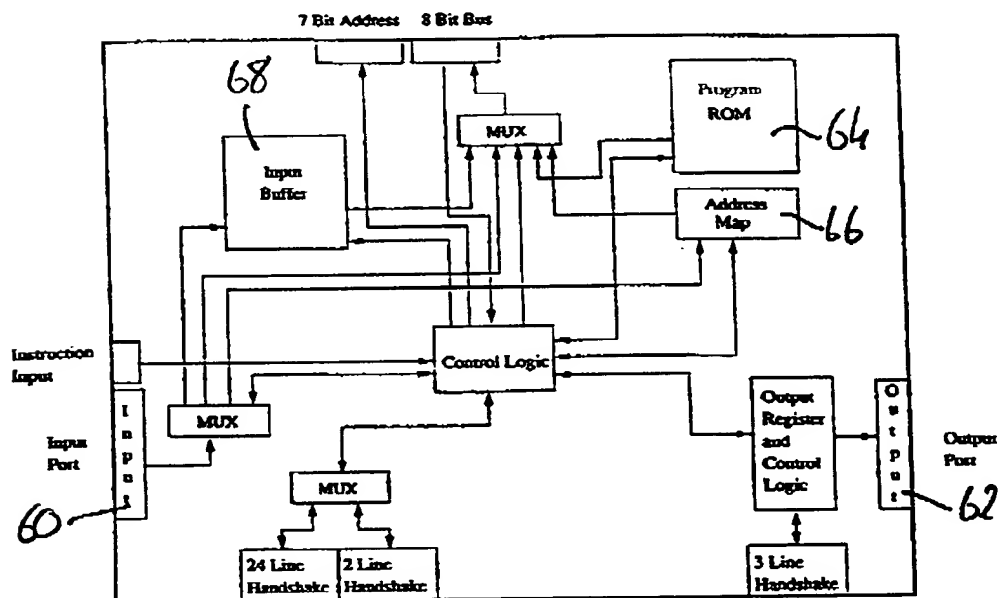 7 Bit Address 8 Bit Bus
68
Program
ROM
64
MUX
Input
Buffer
Address
Map
66
Instruction
Input
Control Logic
Input
Port
Input
60
MUX
Output
Register
and
Control
Logic
Output
Output
Port
62
MUX
24 Line
Handshake
2 Line
Handshake
3 Line
Handshake